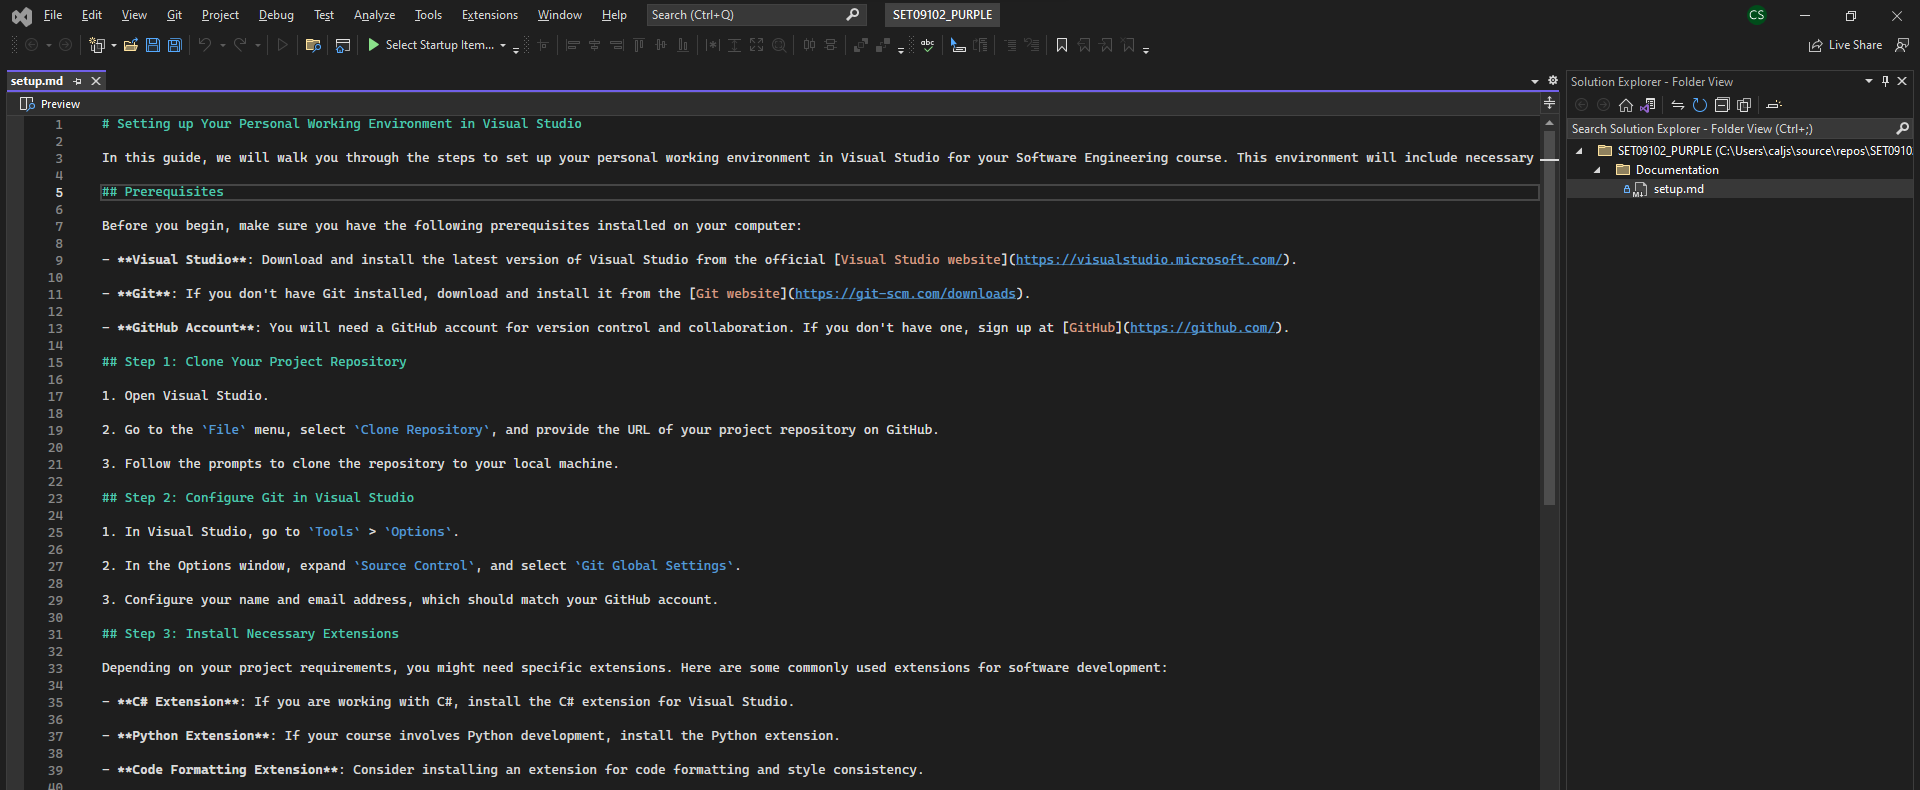 File Edit View Git Project Debug Test Analyze Tools Extensions Window Help Search (Ctrl+Q) SET09102_PURPLE CS
Select Startup Item... abc Live Share
setup.md
Preview
1 # Setting up Your Personal Working Environment in Visual Studio
2
3 In this guide, we will walk you through the steps to set up your personal working environment in Visual Studio for your Software Engineering course. This environment will include necessary
4
5 ## Prerequisites
6
7 Before you begin, make sure you have the following prerequisites installed on your computer:
8
9 - **Visual Studio**: Download and install the latest version of Visual Studio from the official [Visual Studio website](https://visualstudio.microsoft.com/).
10
11 - **Git**: If you don't have Git installed, download and install it from the [Git website](https://git-scm.com/downloads).
12
13 - **GitHub Account**: You will need a GitHub account for version control and collaboration. If you don't have one, sign up at [GitHub](https://github.com/).
14
15 ## Step 1: Clone Your Project Repository
16
17 1. Open Visual Studio.
18
19 2. Go to the `File` menu, select `Clone Repository`, and provide the URL of your project repository on GitHub.
20
21 3. Follow the prompts to clone the repository to your local machine.
22
23 ## Step 2: Configure Git in Visual Studio
24
25 1. In Visual Studio, go to `Tools` > `Options`.
26
27 2. In the Options window, expand `Source Control`, and select `Git Global Settings`.
28
29 3. Configure your name and email address, which should match your GitHub account.
30
31 ## Step 3: Install Necessary Extensions
32
33 Depending on your project requirements, you might need specific extensions. Here are some commonly used extensions for software development:
34
35 - **C# Extension**: If you are working with C#, install the C# extension for Visual Studio.
36
37 - **Python Extension**: If your course involves Python development, install the Python extension.
38
39 - **Code Formatting Extension**: Consider installing an extension for code formatting and style consistency.
40
Solution Explorer - Folder View
Search Solution Explorer - Folder View (Ctrl+;)
SET09102_PURPLE (C:\Users\caljs\source\repos\SET0910
Documentation
M↓ setup.md